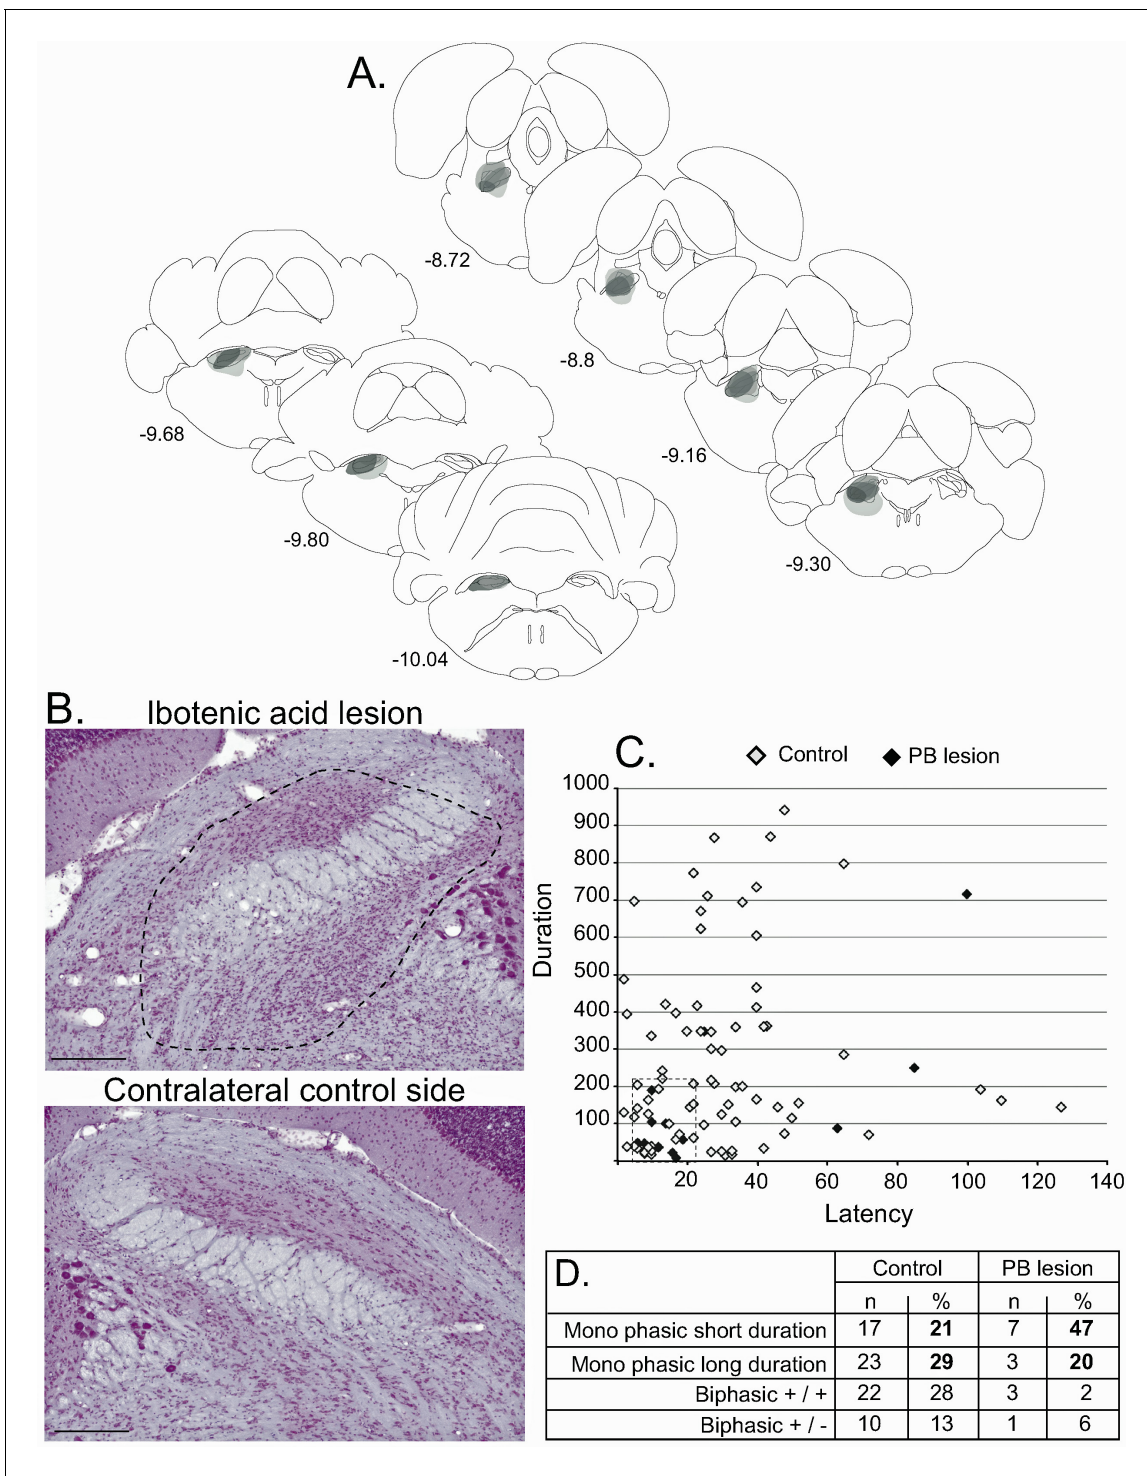 A.
-8.72
-8.8
-9.16
-9.30
-9.68
-9.80
-10.04
B.
Ibotenic acid lesion
Contralateral control side
C.
Control
PB lesion
1000
900
800
700
600
500
400
300
200
100
Duration
20 40 60 80 100 120 140
Latency
D.
Control PB lesion
n % n %
Mono phasic short duration 17 21 7 47
Mono phasic long duration 23 29 3 20
Biphasic + / + 22 28 3 2
Biphasic + / - 10 13 1 6